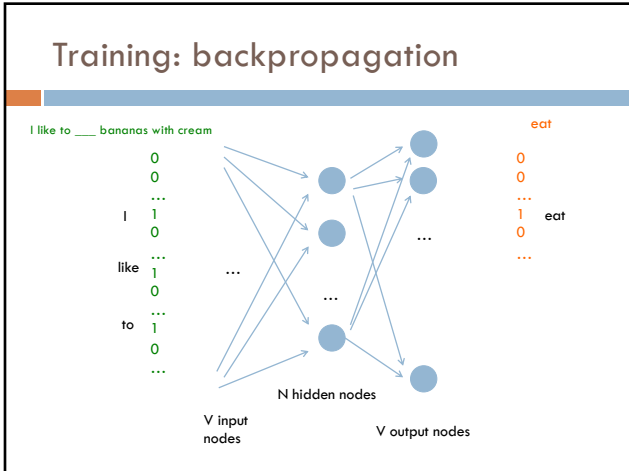 Training: backpropagation
I like to ___ bananas with cream
0
0
...
I 1
0
...
like 1
0
...
to 1
0
...
...
...
N hidden nodes
V input
nodes
...
V output nodes
eat
0
0
...
1 eat
0
...